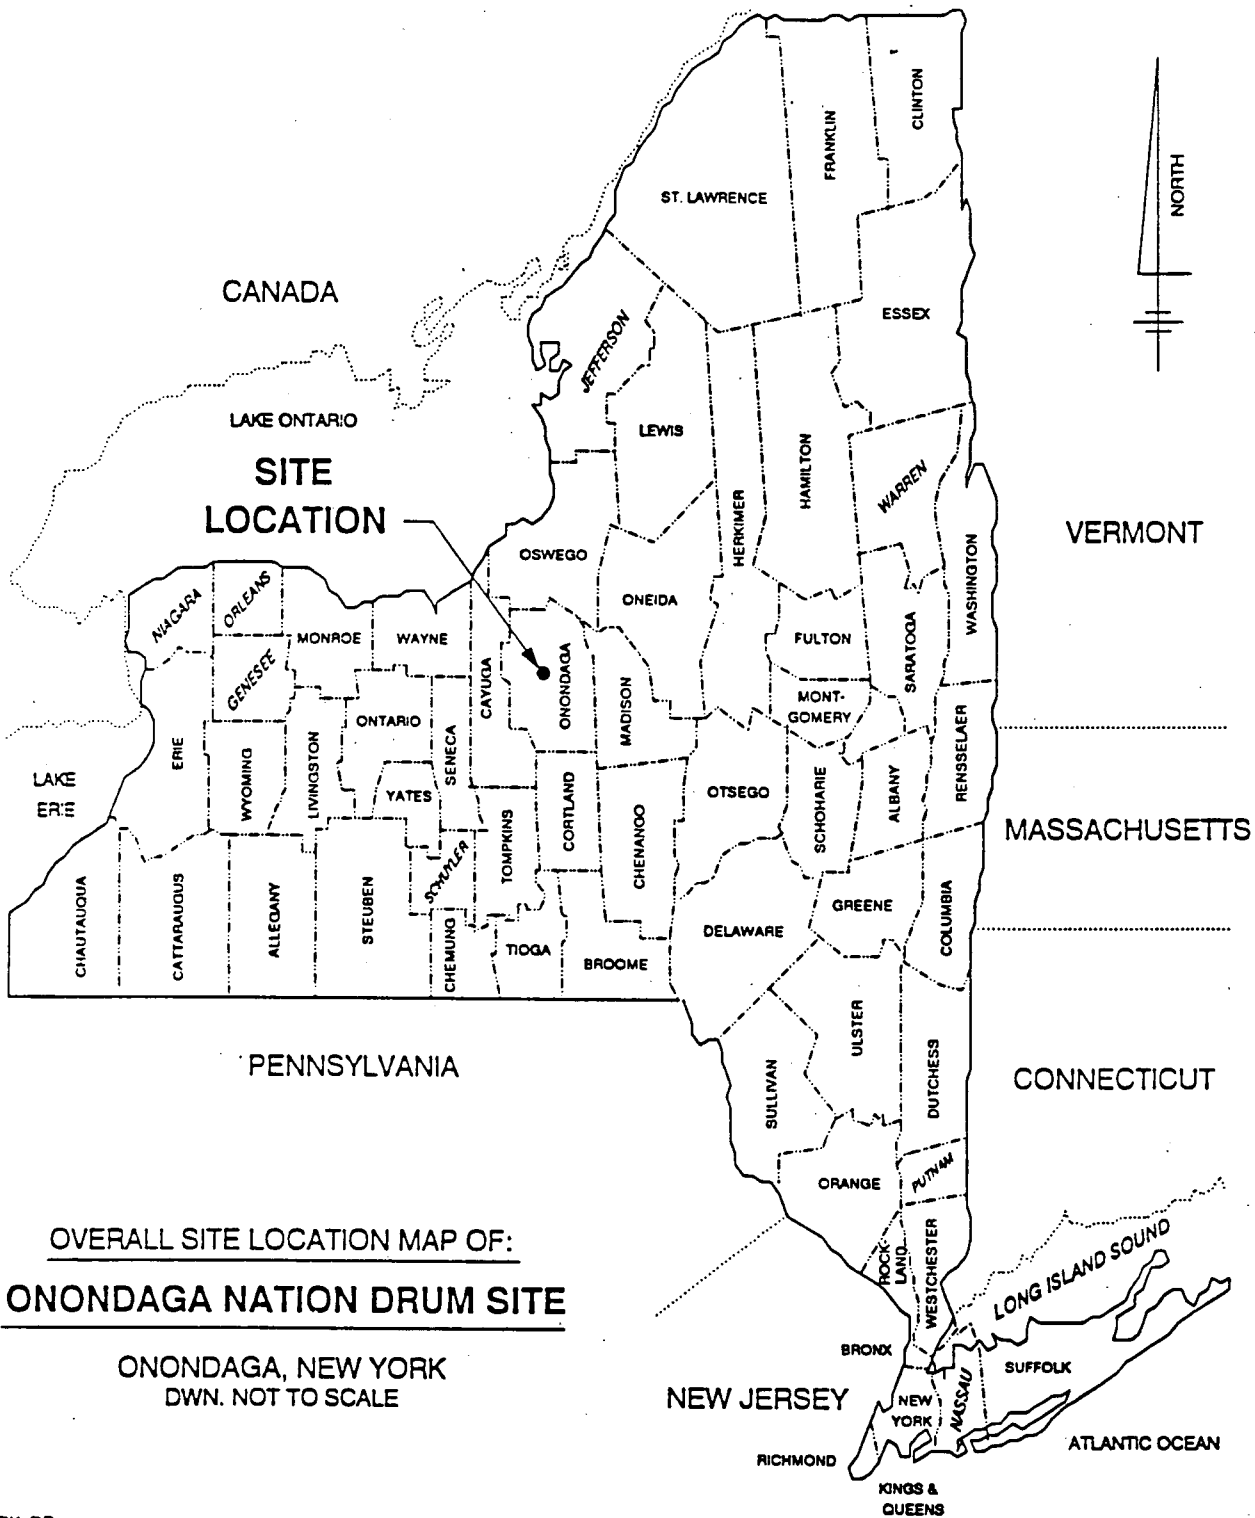 CLINTON
FRANKLIN
ST. LAWRENCE
NORTH
CANADA
ESSEX
JEFFERSON
LAKE ONTARIO
LEWIS
SITE
LOCATION
HAMILTON
WARREN
HERKIMER
VERMONT
OSWEGO
WASHINGTON
NIAGARA
ORLEANS
ONEIDA
MONROE
WAYNE
FULTON
SARATOGA
GENESEE
CAYUGA
ONONDAGA
MADISON
MONT-
GOMERY
ONTARIO
SENECA
ERIE
RENSSELAER
LAKE
ERIE
WYOMING
LIVINGSTON
YATES
OTSEGO
SCHOHARIE
ALBANY
CORTLAND
MASSACHUSETTS
TOMPKINS
CHENANGO
SCHUYLER
CHAUTAUQUA
CATTARAUGUS
ALLEGANY
STEUBEN
GREENE
COLUMBIA
DELAWARE
CHEMUNG
TIOGA
BROOME
ULSTER
PENNSYLVANIA
DUTCHESS
CONNECTICUT
SULLIVAN
ORANGE
PUTNAM
OVERALL SITE LOCATION MAP OF:
ROCK-
LAND
WESTCHESTER
LONG ISLAND SOUND
ONONDAGA NATION DRUM SITE
BRONX
ONONDAGA, NEW YORK
DWN. NOT TO SCALE
SUFFOLK
NEW JERSEY
NEW
YORK
NASSAU
ATLANTIC OCEAN
RICHMOND
KINGS &
QUEENS